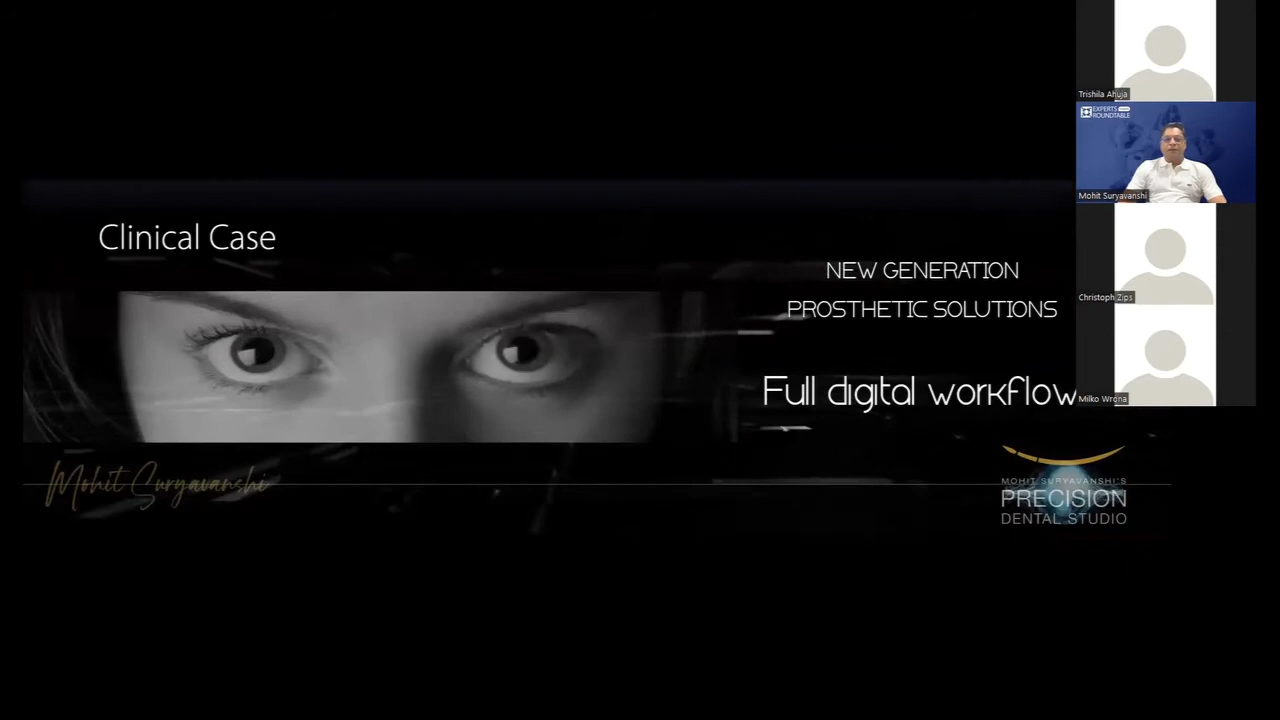 Clinical Case
NEW GENERATION
PROSTHETIC SOLUTIONS
Full digital workflow
Mohit Suryavanshi
MOHIT SURYAVANSHI'S
PRECISION
DENTAL STUDIO
Trishila Ahuja
EXPERTS
ROUNDTABLE
Mohit Suryavanshi
Christoph Zips
Milko Wrona